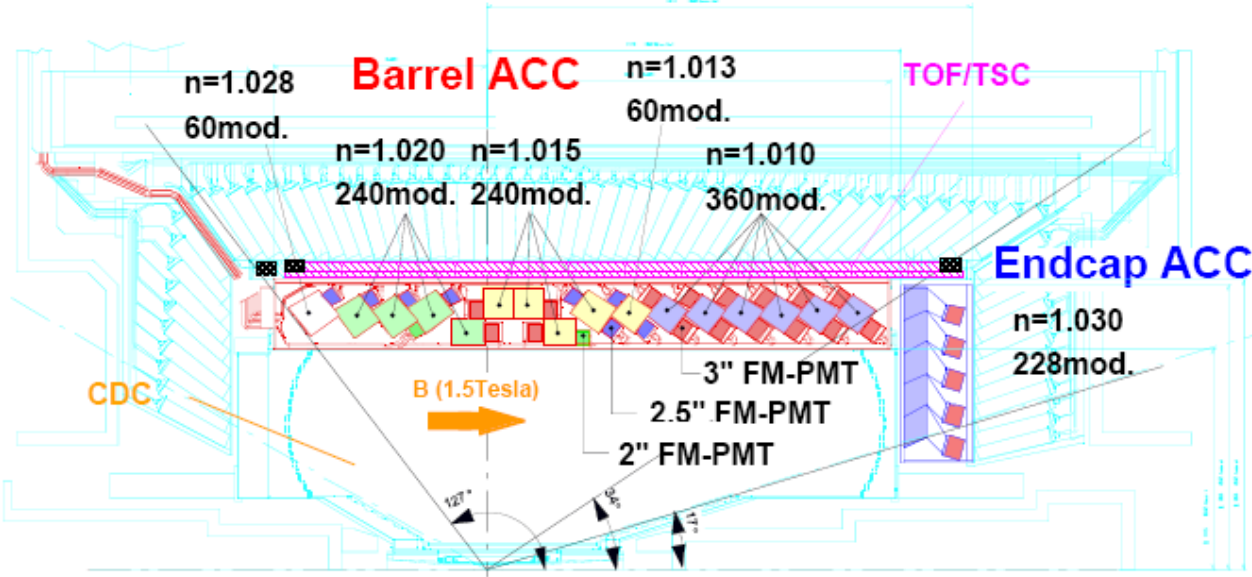 n=1.028
60mod.
Barrel ACC
n=1.013
60mod.
TOF/TSC
n=1.020
240mod.
n=1.015
240mod.
n=1.010
360mod.
Endcap ACC
n=1.030
228mod.
CDC
B (1.5Tesla)
3" FM-PMT
2.5" FM-PMT
2" FM-PMT
127°
34°
17°